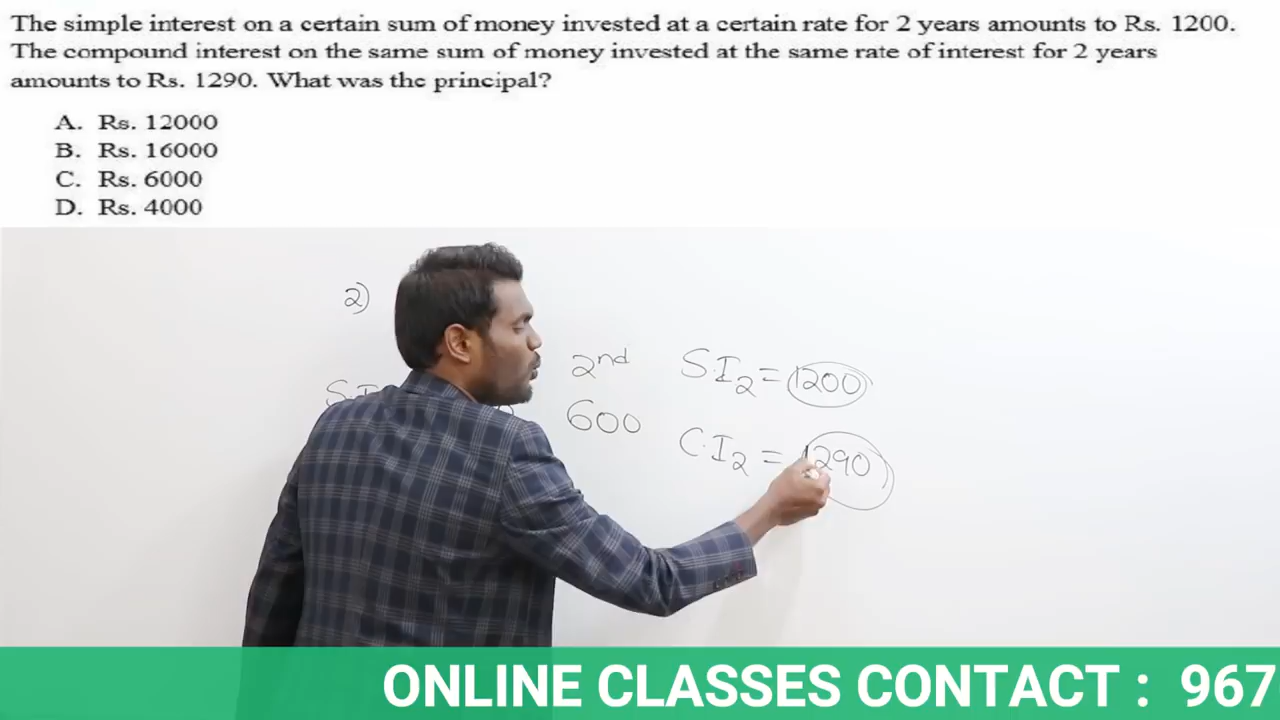 The simple interest on a certain sum of money invested at a certain rate for 2 years amounts to Rs. 1200.
The compound interest on the same sum of money invested at the same rate of interest for 2 years
amounts to Rs. 1290. What was the principal?
A. Rs. 12000
B. Rs. 16000
C. Rs. 6000
D. Rs. 4000
2)
2nd
S.I2 = 1200
S.I
600
C.I2 = 1290
ONLINE CLASSES CONTACT : 967